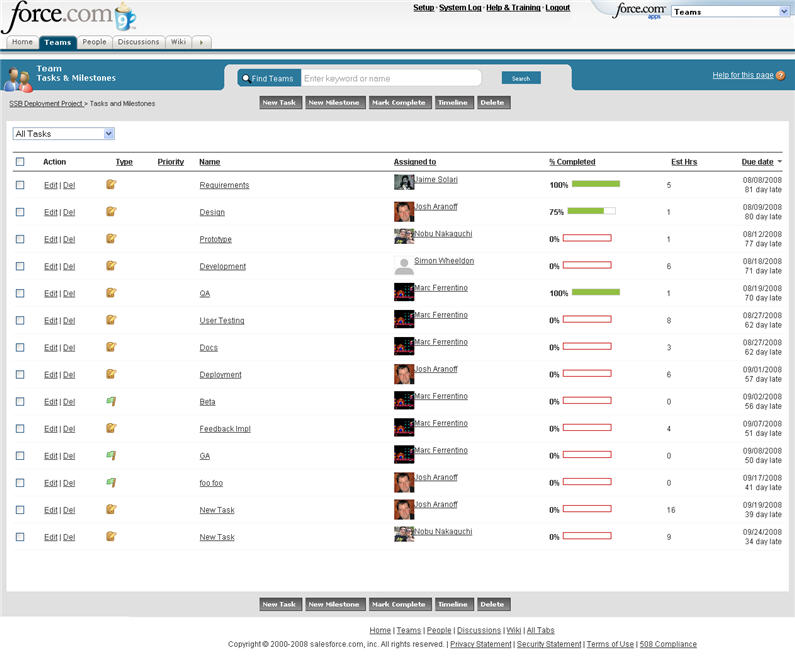 Setup · System Log · Help & Training · Logout
force.com 9
force.com apps Teams
Home Teams People Discussions Wiki
Team
Tasks & Milestones
Find Teams Enter keyword or name Search
Help for this page ?
SSB Deployment Project > Tasks and Milestones
New Task New Milestone Mark Complete Timeline Delete
All Tasks
Action Type Priority Name Assigned to % Completed Est Hrs Due date
Edit | Del Requirements Jaime Solari 100% 5 08/08/2008
81 day late
Edit | Del Design Josh Aranoff 75% 1 08/09/2008
80 day late
Edit | Del Prototype Nobu Nakaguchi 0% 1 08/12/2008
77 day late
Edit | Del Development Simon Wheeldon 0% 6 08/18/2008
71 day late
Edit | Del QA Marc Ferrentino 100% 1 08/19/2008
70 day late
Edit | Del User Testing Marc Ferrentino 0% 8 08/27/2008
62 day late
Edit | Del Docs Marc Ferrentino 0% 3 08/27/2008
62 day late
Edit | Del Deployment Josh Aranoff 0% 6 09/01/2008
57 day late
Edit | Del Beta Marc Ferrentino 0% 0 09/02/2008
56 day late
Edit | Del Feedback Impl Marc Ferrentino 0% 4 09/07/2008
51 day late
Edit | Del GA Marc Ferrentino 0% 0 09/08/2008
50 day late
Edit | Del foo foo Josh Aranoff 0% 0 09/17/2008
41 day late
Edit | Del New Task Josh Aranoff 0% 16 09/19/2008
39 day late
Edit | Del New Task Nobu Nakaguchi 0% 9 09/24/2008
34 day late
New Task New Milestone Mark Complete Timeline Delete
Home | Teams | People | Discussions | Wiki | All Tabs
Copyright © 2000-2008 salesforce.com, inc. All rights reserved. | Privacy Statement | Security Statement | Terms of Use | 508 Compliance